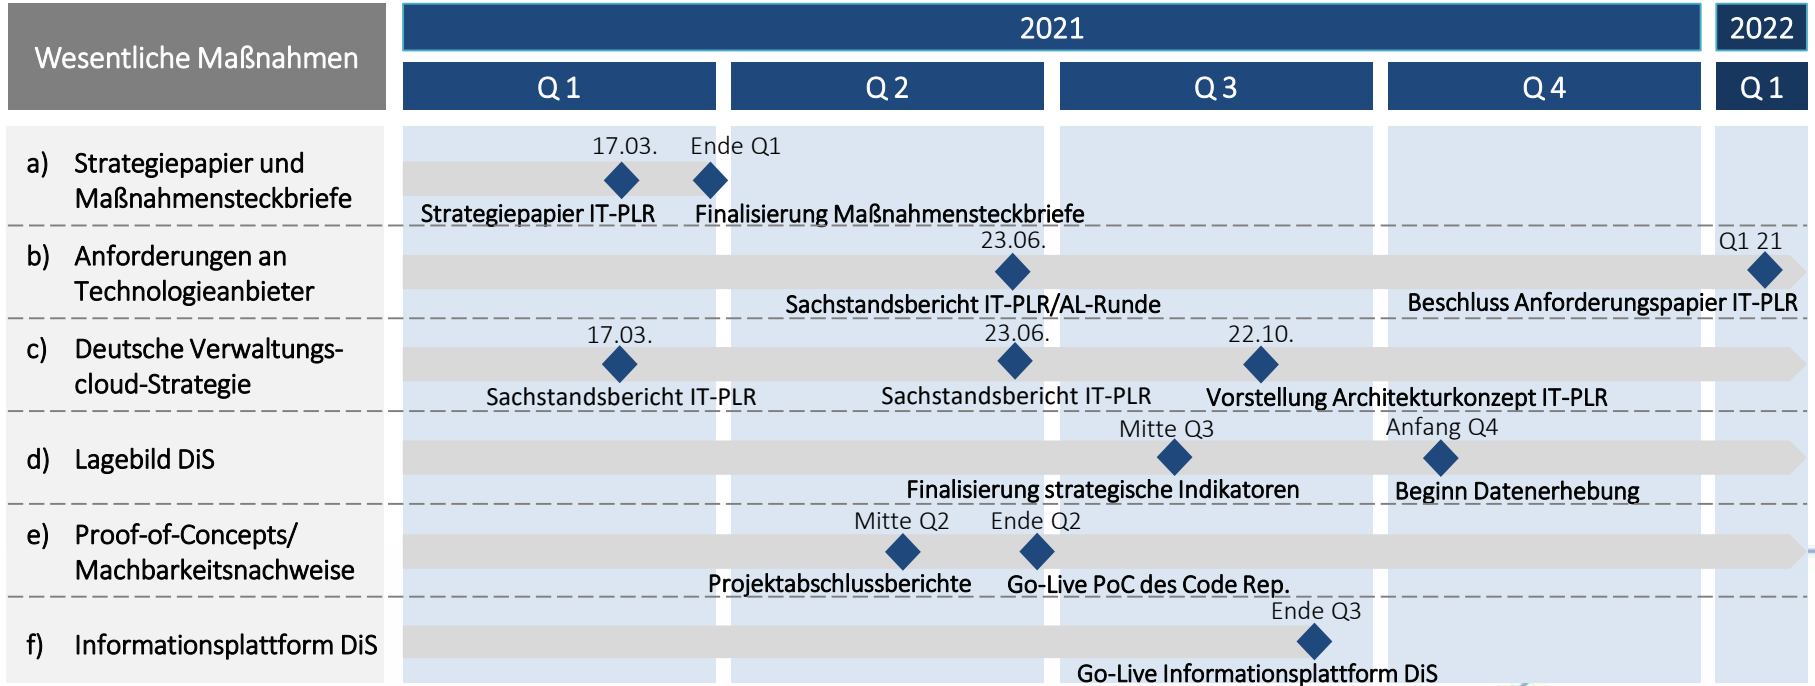 Wesentliche Maßnahmen
2021
2022
Q 1
Q 2
Q 3
Q 4
Q 1
a) Strategiepapier und
Maßnahmensteckbriefe
17.03.
Ende Q1
Strategiepapier IT-PLR
Finalisierung Maßnahmensteckbriefe
b) Anforderungen an
Technologieanbieter
23.06.
Q1 21
Sachstandsbericht IT-PLR/AL-Runde
Beschluss Anforderungspapier IT-PLR
c) Deutsche Verwaltungs-
cloud-Strategie
17.03.
23.06.
22.10.
Sachstandsbericht IT-PLR
Sachstandsbericht IT-PLR
Vorstellung Architekturkonzept IT-PLR
d) Lagebild DiS
Mitte Q3
Anfang Q4
Finalisierung strategische Indikatoren
Beginn Datenerhebung
e) Proof-of-Concepts/
Machbarkeitsnachweise
Mitte Q2
Ende Q2
Projektabschlussberichte
Go-Live PoC des Code Rep.
f) Informationsplattform DiS
Ende Q3
Go-Live Informationsplattform DiS